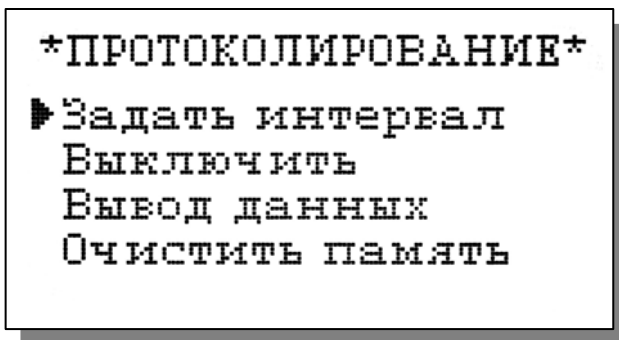 *ПРОТОКОЛИРОВАНИЕ*
Задать интервал
Выключить
Вывод данных
Очистить память